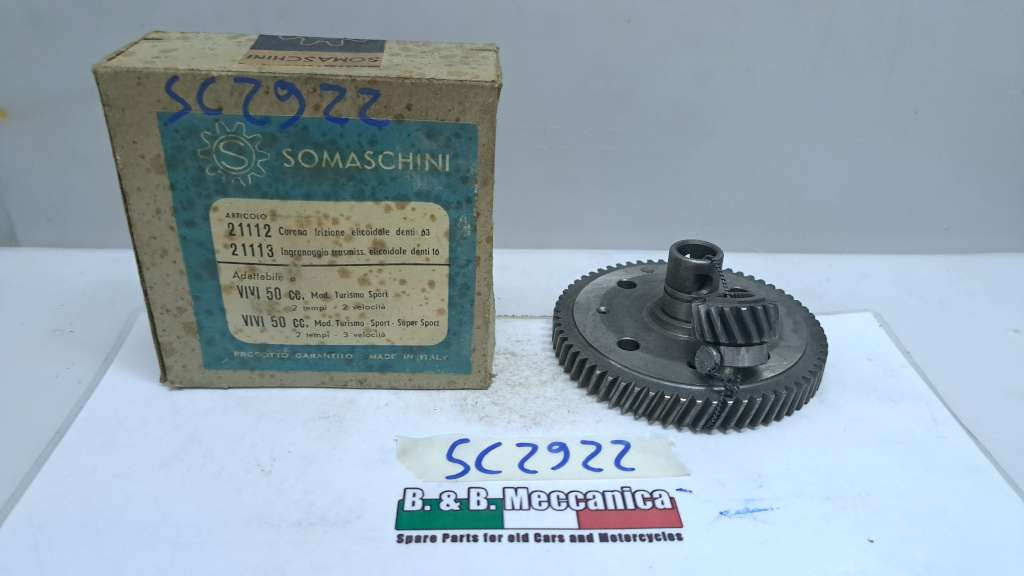 SOMASCHINI
SC2922
S
SOMASCHINI
ARTICOLO
21112 Corona frizione elicoidale denti 63
21113 Ingranaggio trasmiss. elicoidale denti 16
Adattabile a
VIVI 50 cc. Mod. Turismo Sport
2 tempi - 2 velocità
VIVI 50 cc. Mod. Turismo Sport - Super Sport
2 tempi - 3 velocità
PRODOTTO GARANTITO MADE IN ITALY
SC2922
B. & B. Meccanica
Spare Parts for old Cars and Motorcycles